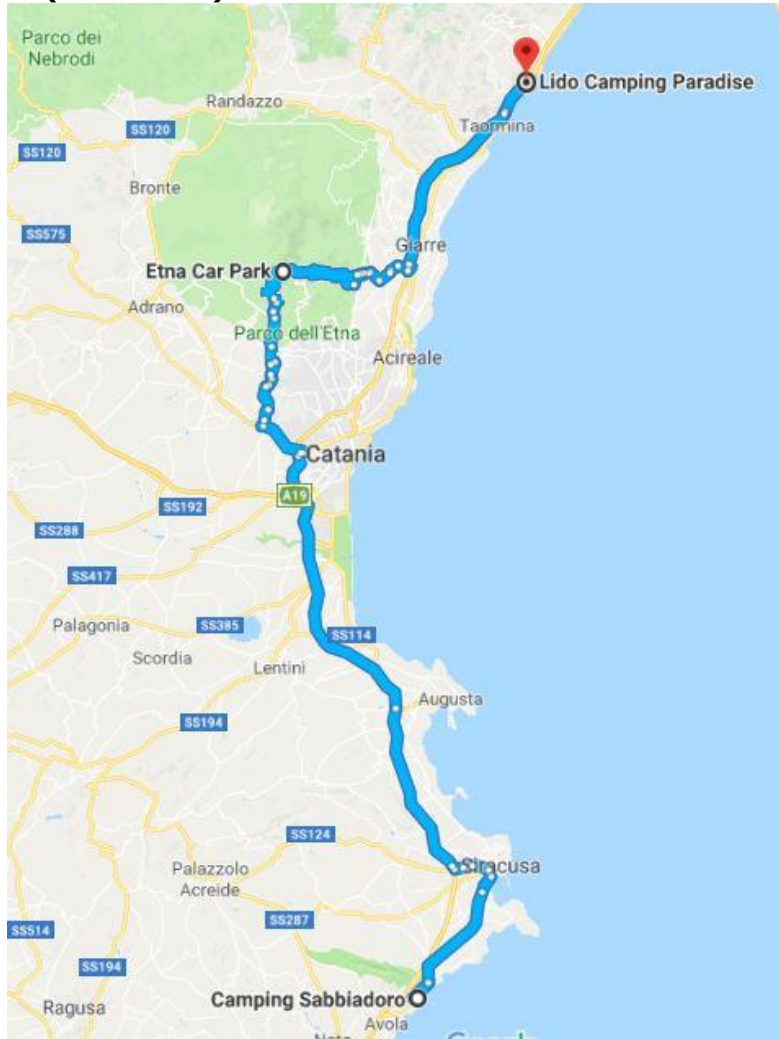 Parco dei
Nebrodi
Lido Camping Paradise
Randazzo
Taormina
SS120
SS120
Bronte
SS575
Giarre
Etna Car Park
Adrano
Parco dell'Etna
Acireale
Catania
A19
SS192
SS288
SS417
Palagonia
SS385
SS114
Scordia
Lentini
Augusta
SS194
SS124
Siracusa
Palazzolo
Acreide
SS287
SS514
SS194
Camping Sabbiadoro
Ragusa
Avola